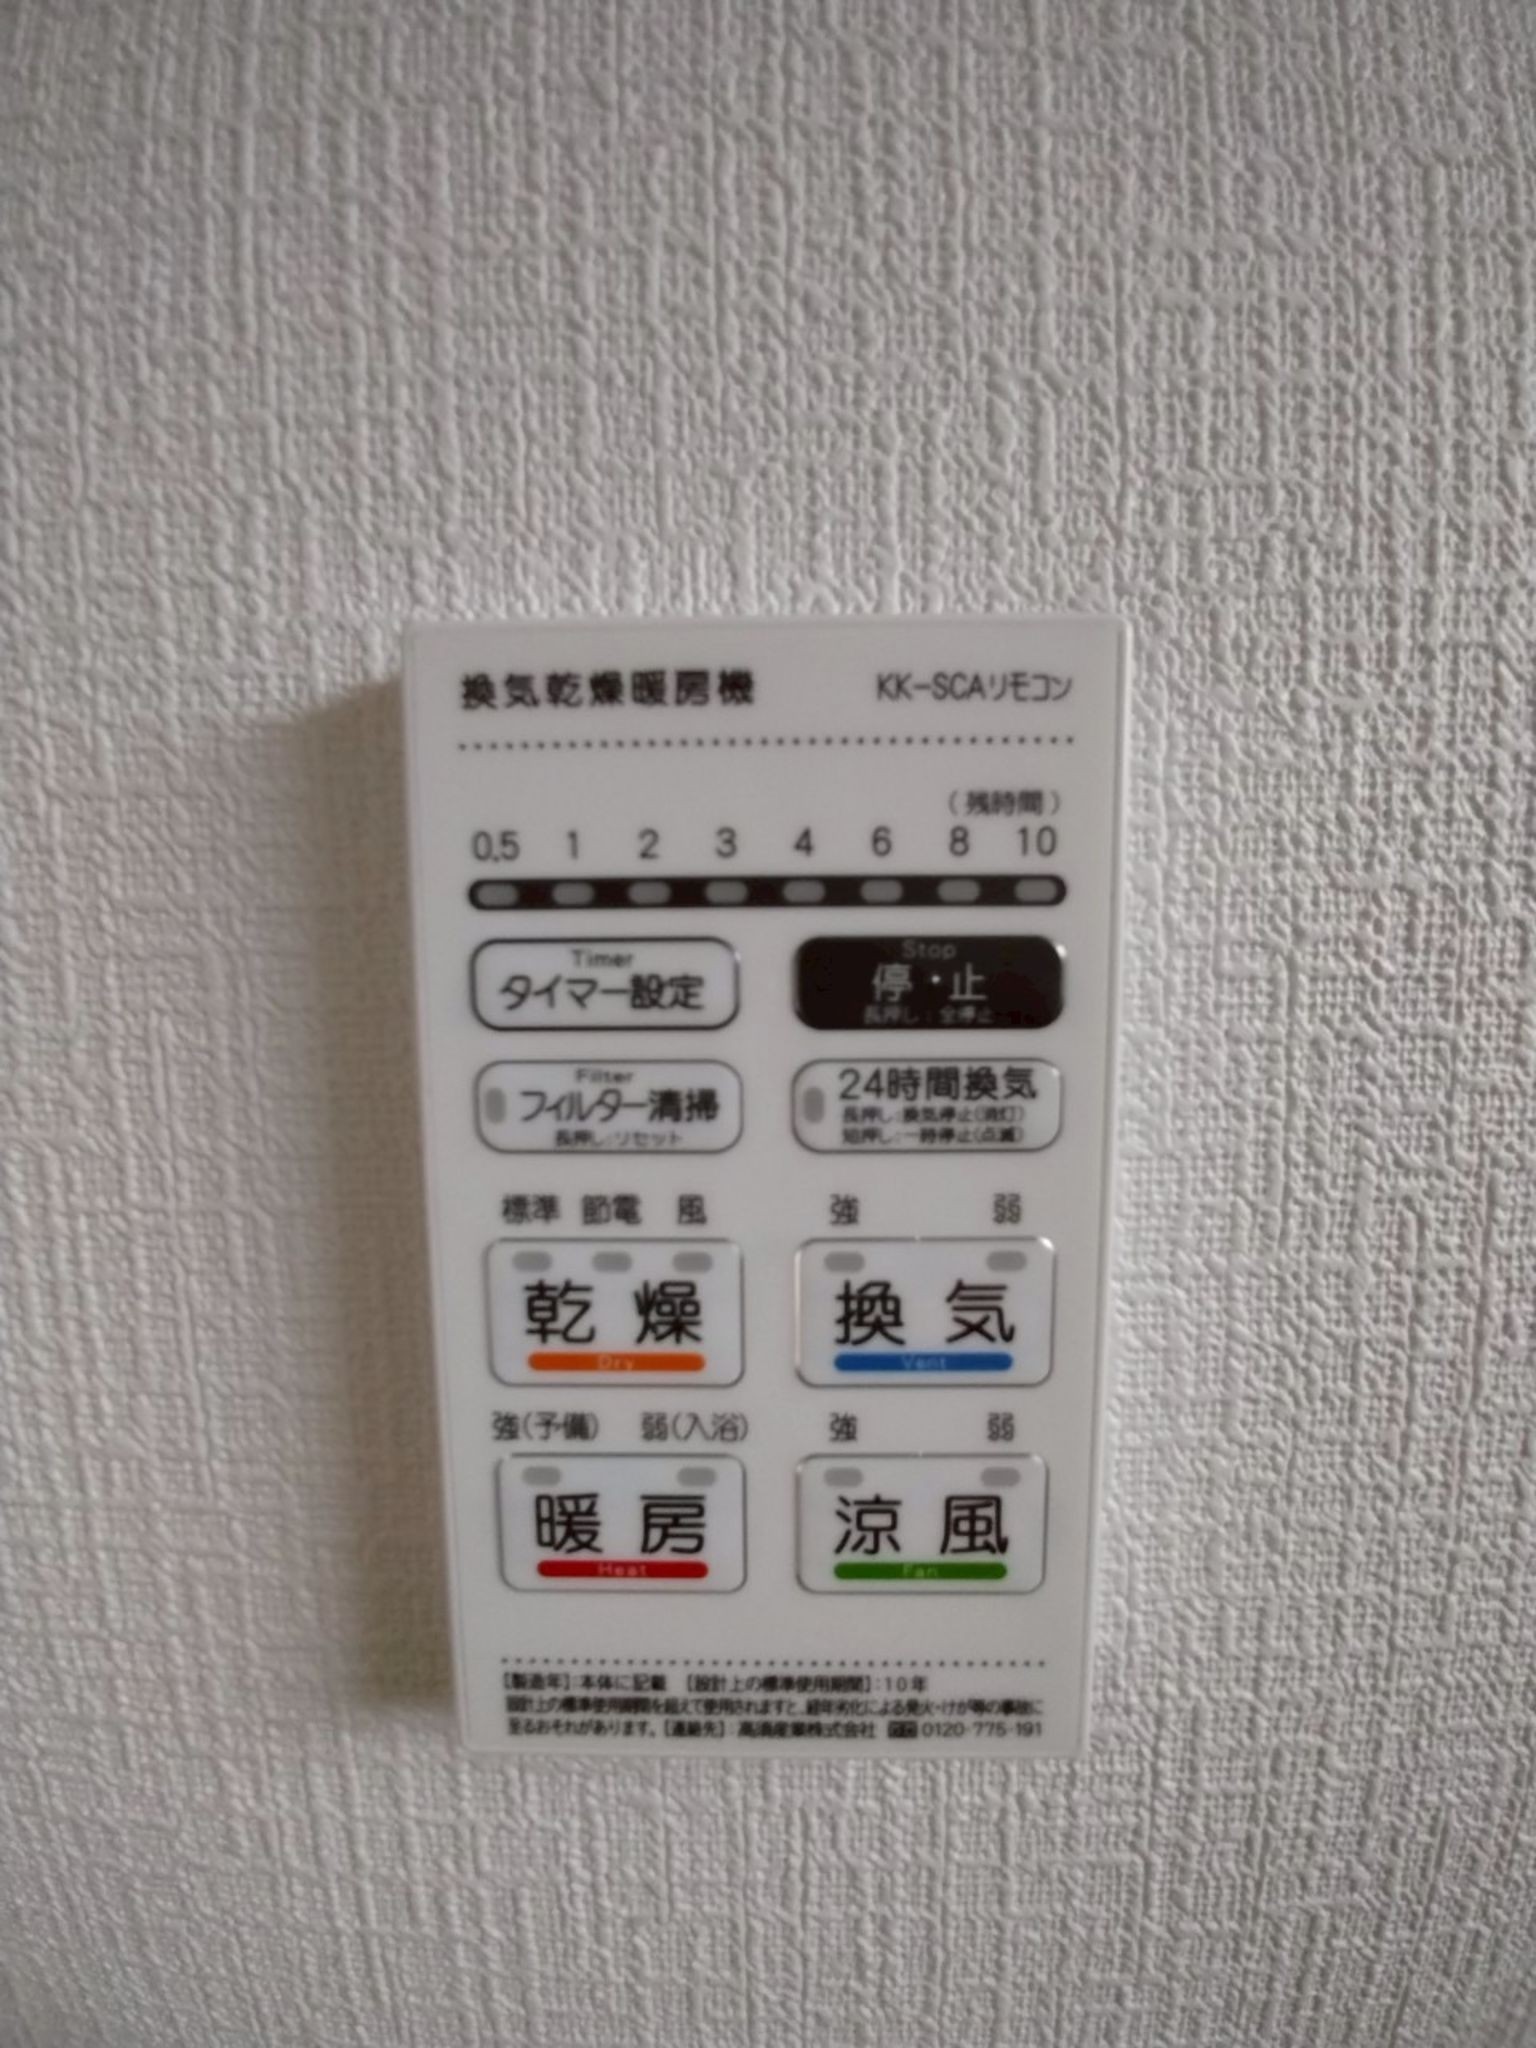 換気乾燥暖房機 KK-SCAリモコン
(残時間)
0.5 1 2 3 4 6 8 10
Timer
タイマー設定
Stop
停・止
長押し:全停止
Filter
フィルター清掃
長押し:リセット
24時間換気
長押し:換気停止(消灯)
短押し:一時停止(点滅)
標準 節電 風
乾燥
Dry
強 弱
換気
Vent
強(予備) 弱(入浴)
暖房
Heat
強 弱
涼風
Fan
【製造年】:本体に記載 【設計上の標準使用期間】:10年
設計上の標準使用期間を超えて使用されますと、経年劣化による発火・けが等の事故に
至るおそれがあります。【連絡先】:高須産業株式会社 0120-775-191